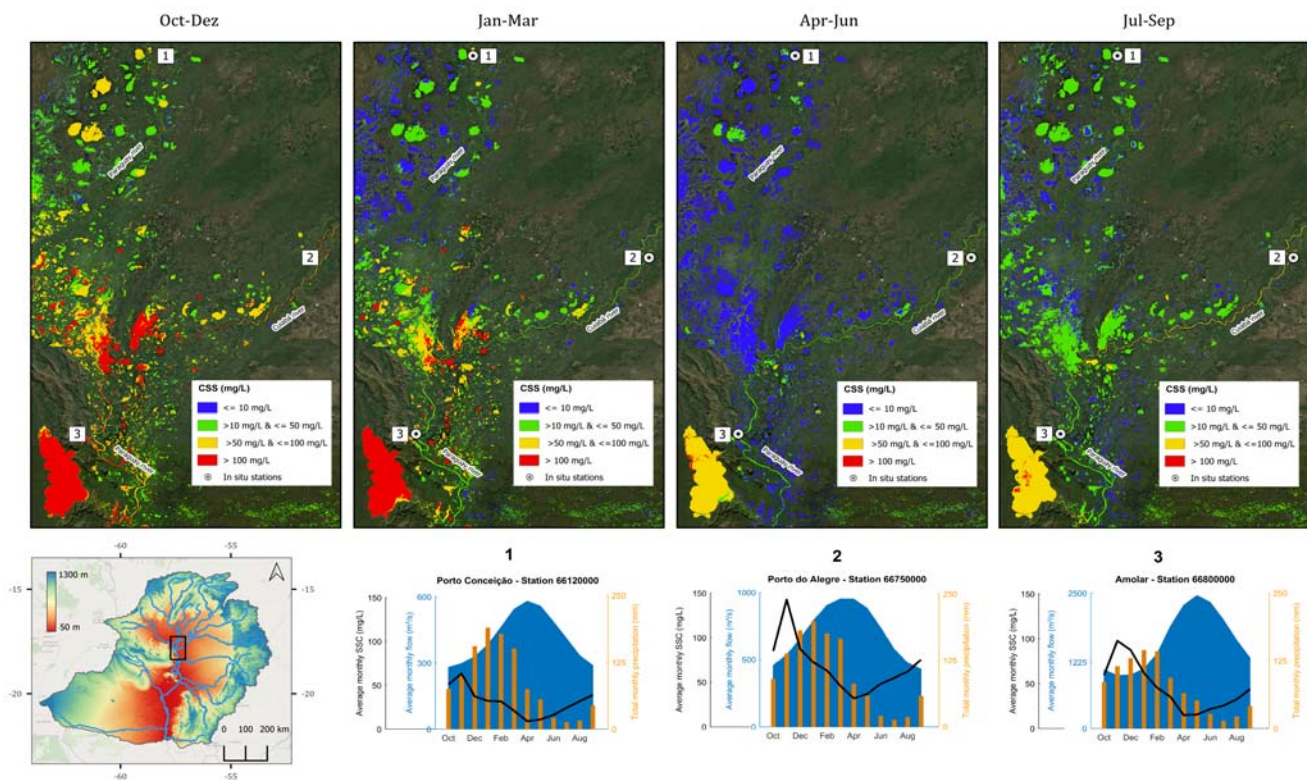 Oct-Dez
Jan-Mar
Apr-Jun
Jul-Sep
1
Paraguay river
2
Cuiabá river
CSS (mg/L)
<= 10 mg/L
>10 mg/L & <= 50 mg/L
>50 mg/L & <=100 mg/L
> 100 mg/L
In situ stations
3
Paraguay river
1
Paraguay river
2
Cuiabá river
CSS (mg/L)
<= 10 mg/L
>10 mg/L & <= 50 mg/L
>50 mg/L & <=100 mg/L
> 100 mg/L
In situ stations
3
Paraguay river
1
Paraguay river
2
Cuiabá river
CSS (mg/L)
<= 10 mg/L
>10 mg/L & <= 50 mg/L
>50 mg/L & <=100 mg/L
> 100 mg/L
In situ stations
3
Paraguay river
1
Paraguay river
2
Cuiabá river
CSS (mg/L)
<= 10 mg/L
>10 mg/L & <= 50 mg/L
>50 mg/L & <=100 mg/L
> 100 mg/L
In situ stations
3
Paraguay river
-60
-55
-15
-20
1300 m
50 m
0 100 200 km
-60
-55
1
Porto Conceição - Station 66120000
Average monthly SSC (mg/L)
150
100
50
0
Average monthly flow (m³/s)
600
300
0
Total monthly precipitation (mm)
250
125
0
Oct Dec Feb Apr Jun Aug
2
Porto do Alegre - Station 66750000
Average monthly SSC (mg/L)
150
100
50
0
Average monthly flow (m³/s)
1000
500
0
Total monthly precipitation (mm)
250
125
0
Oct Dec Feb Apr Jun Aug
3
Amolar - Station 66800000
Average monthly SSC (mg/L)
150
100
50
0
Average monthly flow (m³/s)
2500
1225
0
Total monthly precipitation (mm)
250
125
0
Oct Dec Feb Apr Jun Aug